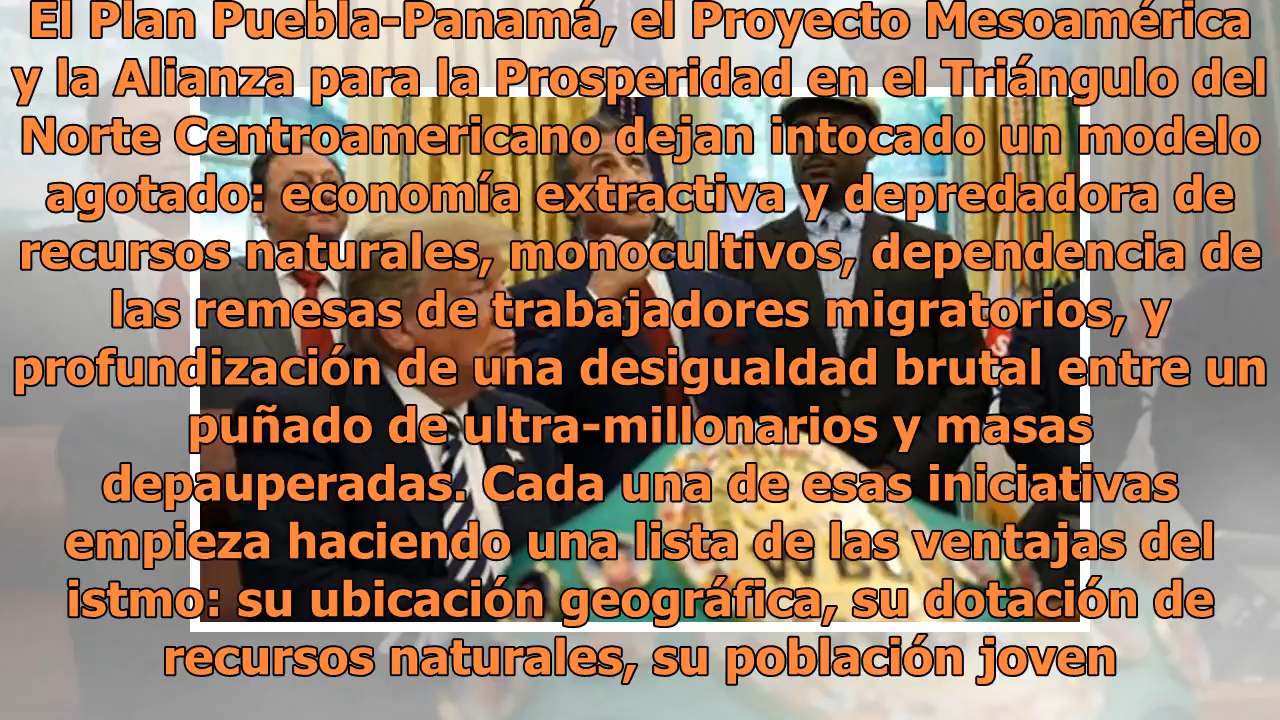 El Plan Puebla-Panamá, el Proyecto Mesoamérica
y la Alianza para la Prosperidad en el Triángulo del
Norte Centroamericano dejan intocado un modelo
agotado: economía extractiva y depredadora de
recursos naturales, monocultivos, dependencia de
las remesas de trabajadores migratorios, y
profundización de una desigualdad brutal entre un
puñado de ultra-millonarios y masas
depauperadas. Cada una de esas iniciativas
empieza haciendo una lista de las ventajas del
istmo: su ubicación geográfica, su dotación de
recursos naturales, su población joven